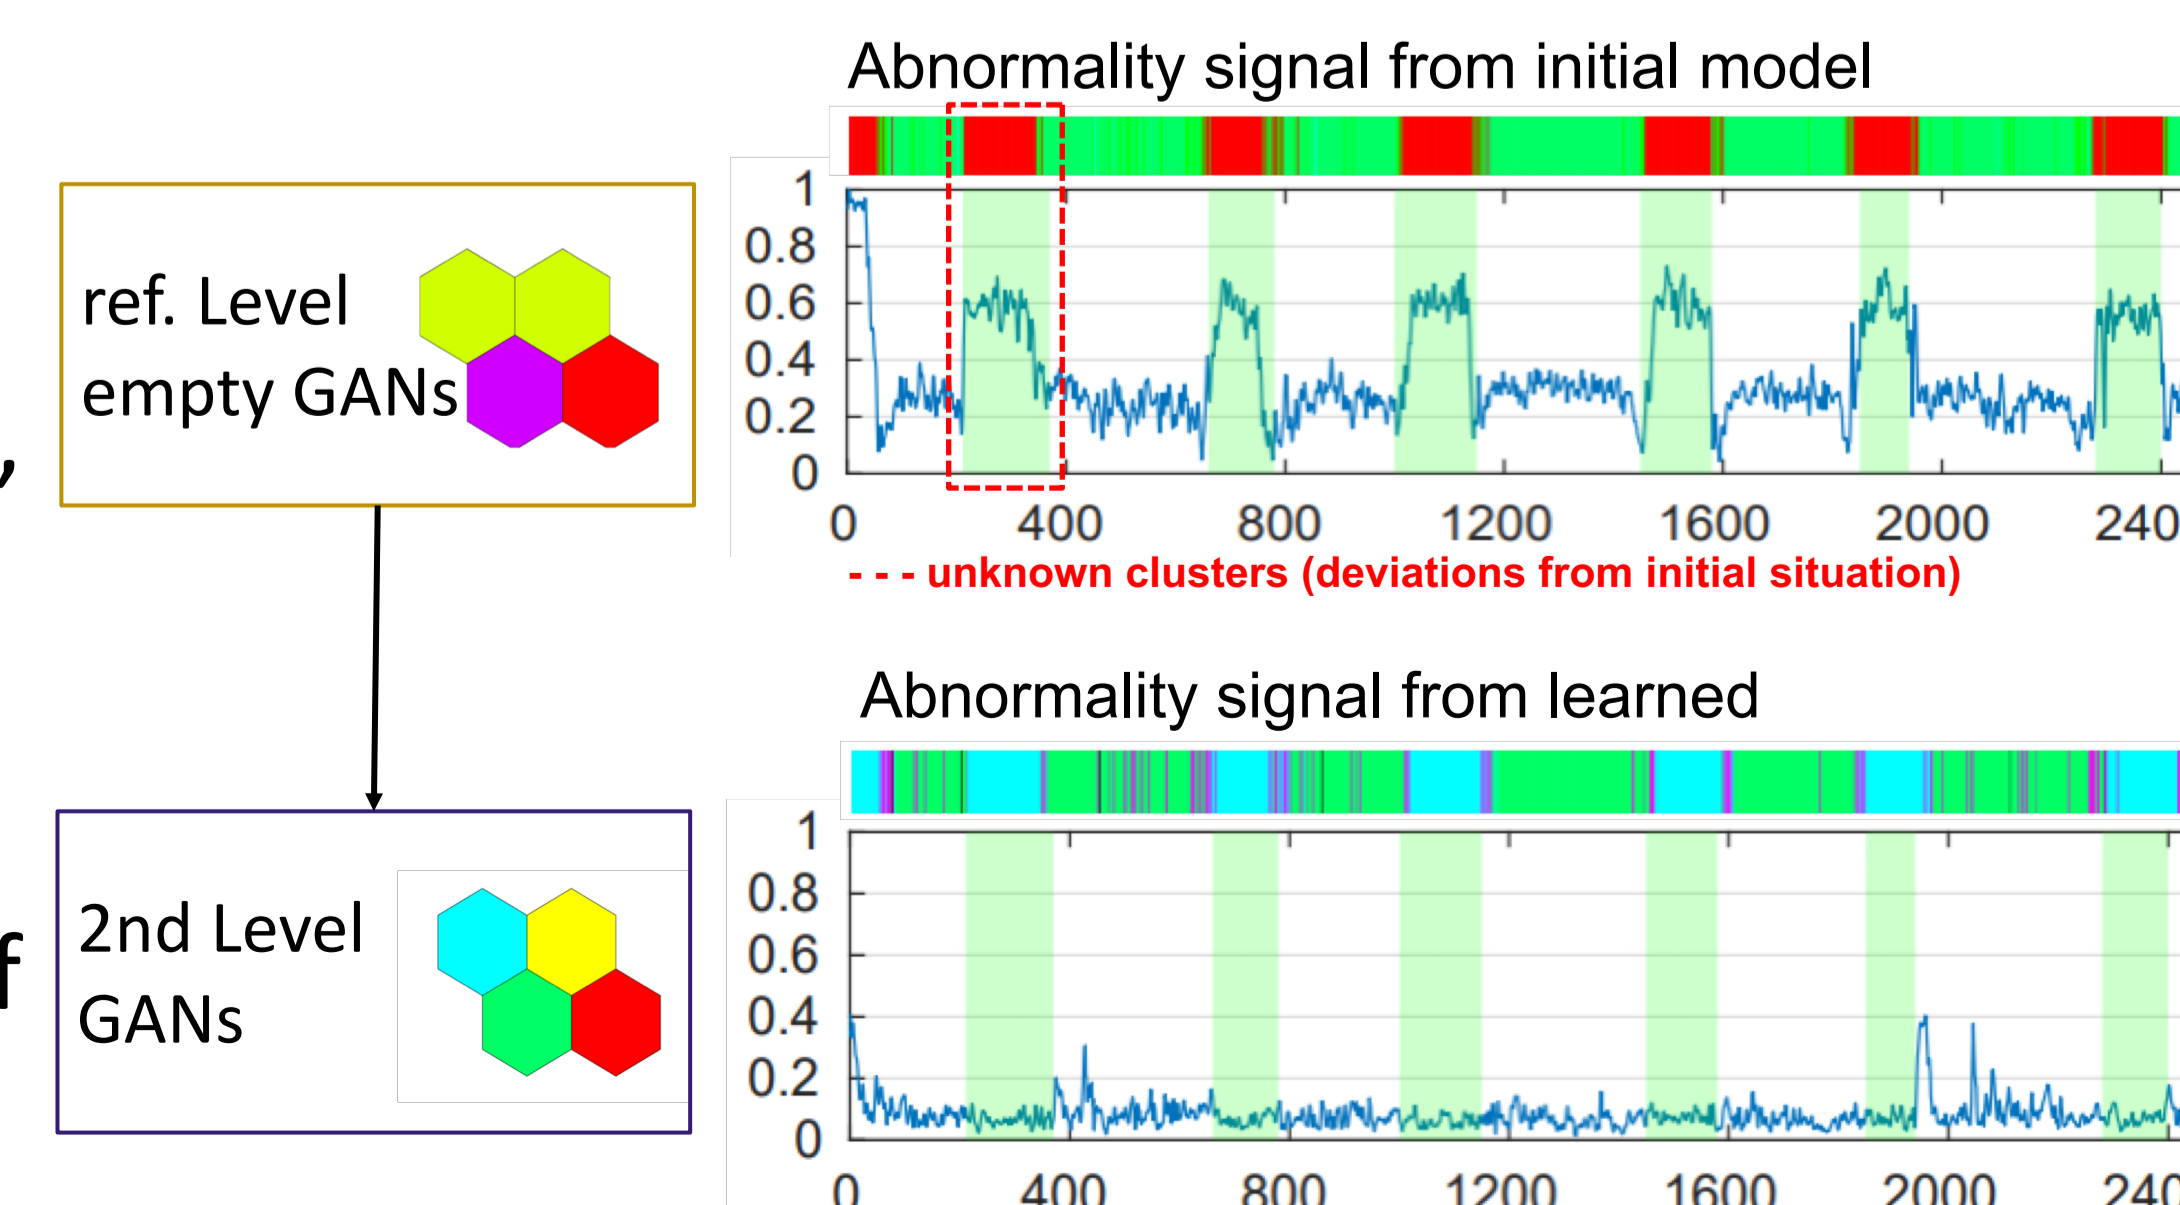 Abnormality signal from initial model
ref. Level
empty GANs
,
1
0.8
0.6
0.4
0.2
0
0 400 800 1200 1600 2000 240
- - - unknown clusters (deviations from initial situation)
Abnormality signal from learned
f
2nd Level
GANs
1
0.8
0.6
0.4
0.2
0
0 400 800 1200 1600 2000 240